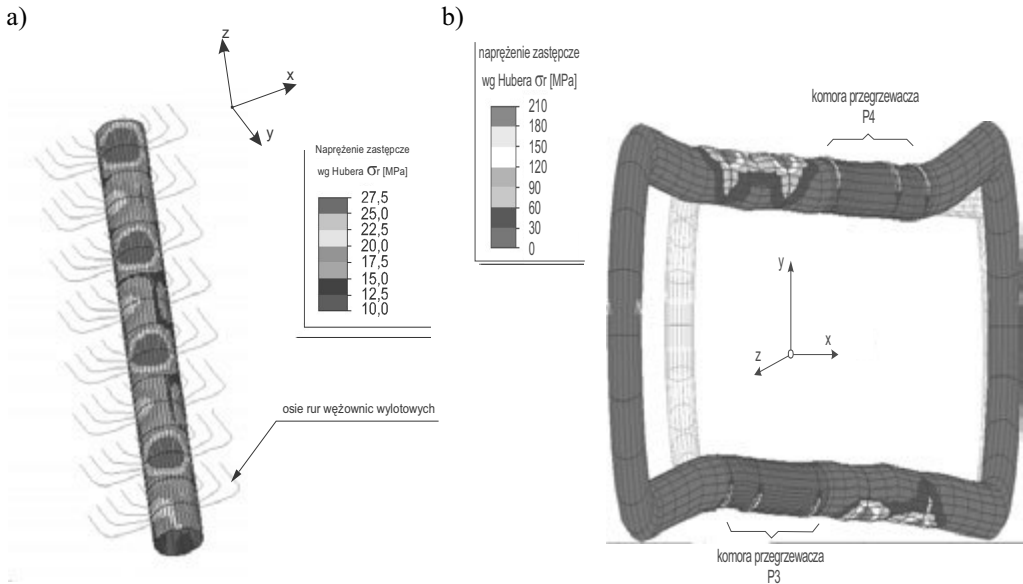 a)
z
x
y
Naprężenie zastępcze
wg Hubera σr [MPa]
27,5
25,0
22,5
20,0
17,5
15,0
12,5
10,0
osie rur wężownic wylotowych
b)
naprężenie zastępcze
wg Hubera σr [MPa]
210
180
150
120
90
60
30
0
komora przegrzewacza
P4
y
x
z
komora przegrzewacza
P3